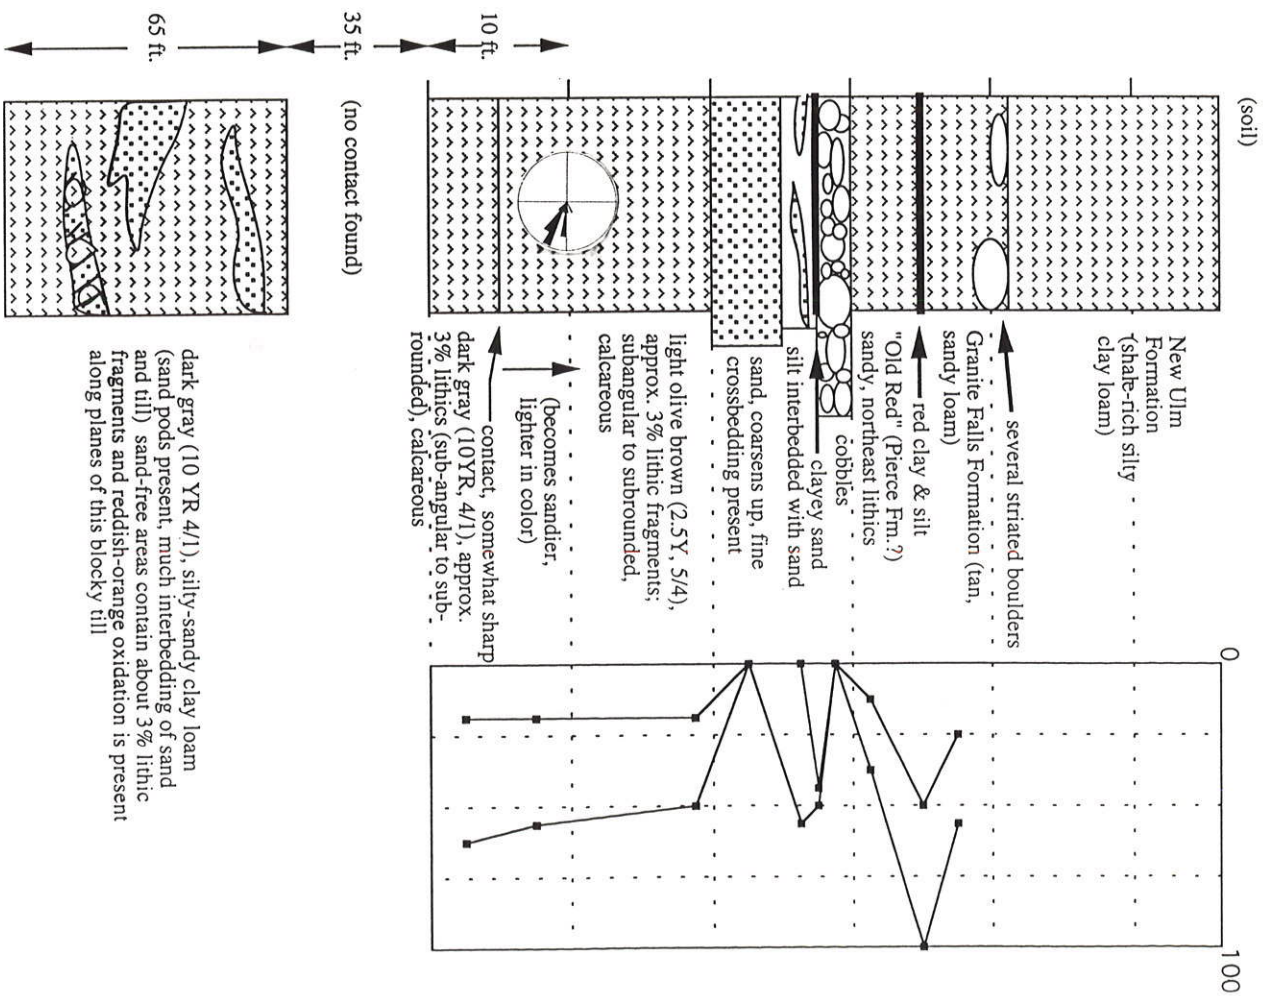 (soil)
New Ulm
Formation
(shale-rich silty
clay loam)
several striated boulders
Granite Falls Formation (tan,
sandy loam)
red clay & silt
"Old Red" (Pierce Fm.?)
sandy, northeast lithics
cobbles
clayey sand
silt interbedded with sand
sand, coarsens up, fine
crossbedding present
light olive brown (2.5Y, 5/4),
approx. 3% lithic fragments;
subangular to subrounded,
calcareous
(becomes sandier,
lighter in color)
contact, somewhat sharp
dark gray (10YR, 4/1), approx.
3% lithics (sub-angular to sub-
rounded), calcareous
10 ft.
35 ft.
(no contact found)
65 ft.
dark gray (10 YR 4/1), silty-sandy clay loam
(sand pods present, much interbedding of sand
and till) sand-free areas contain about 3% lithic
fragments and reddish-orange oxidation is present
along planes of this blocky till
0
100